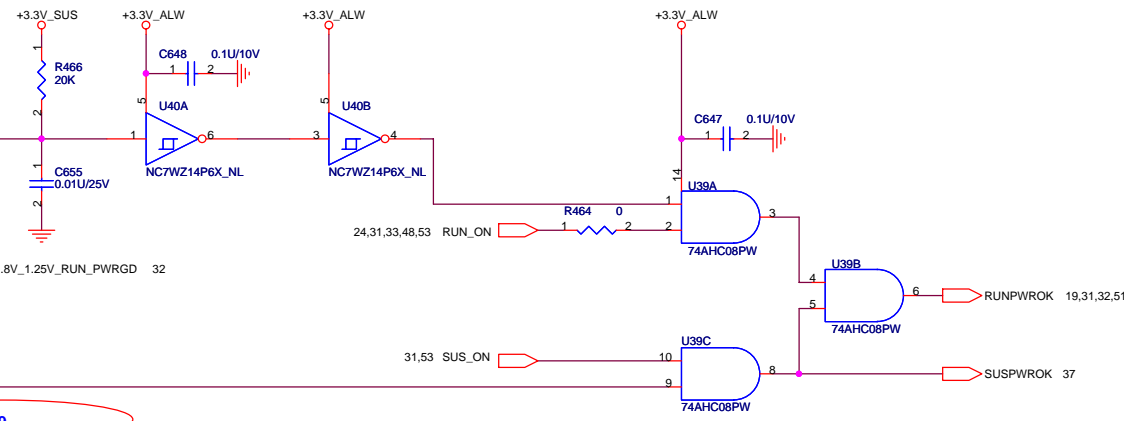 +3.3V_SUS
+3.3V_ALW
+3.3V_ALW
+3.3V_ALW
1
R466
20K
2
C648
0.1U/10V
1
2
5
U40A
1
6
NC7WZ14P6X_NL
5
U40B
3
4
NC7WZ14P6X_NL
C647
0.1U/10V
1
2
14
1
C655
0.01U/25V
2
U39A
1
2
3
74AHC08PW
R464
0
1
2
24,31,33,48,53 RUN_ON
.8V_1.25V_RUN_PWRGD 32
U39B
4
5
6
74AHC08PW
RUNPWROK 19,31,32,51
31,53 SUS_ON
U39C
10
9
8
74AHC08PW
SUSPWROK 37